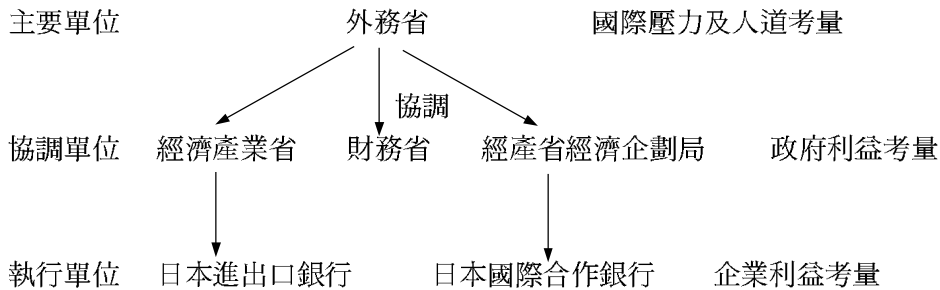 主要單位 外務省 國際壓力及人道考量
協調
協調單位 經濟產業省 財務省 經產省經濟企劃局 政府利益考量
執行單位 日本進出口銀行 日本國際合作銀行 企業利益考量